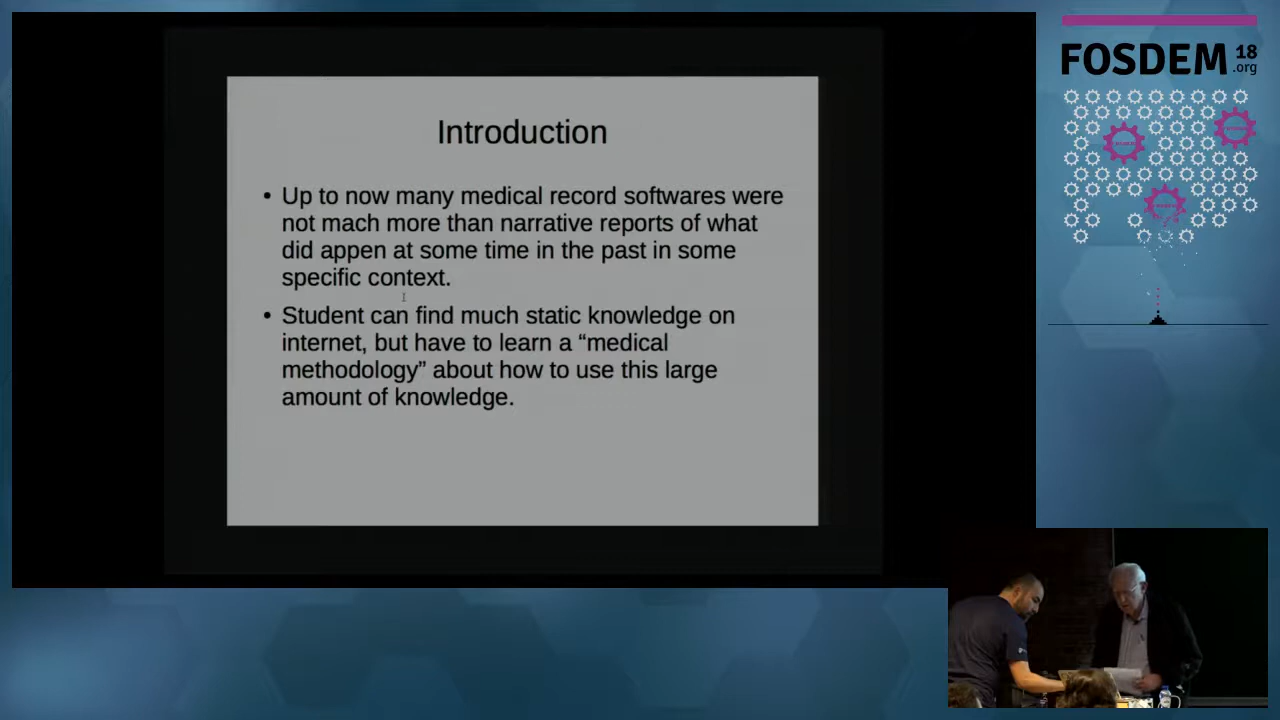 Introduction
• Up to now many medical record softwares were
not mach more than narrative reports of what
did appen at some time in the past in some
specific context.
• Student can find much static knowledge on
internet, but have to learn a “medical
methodology” about how to use this large
amount of knowledge.
FOSDEM 18
.org